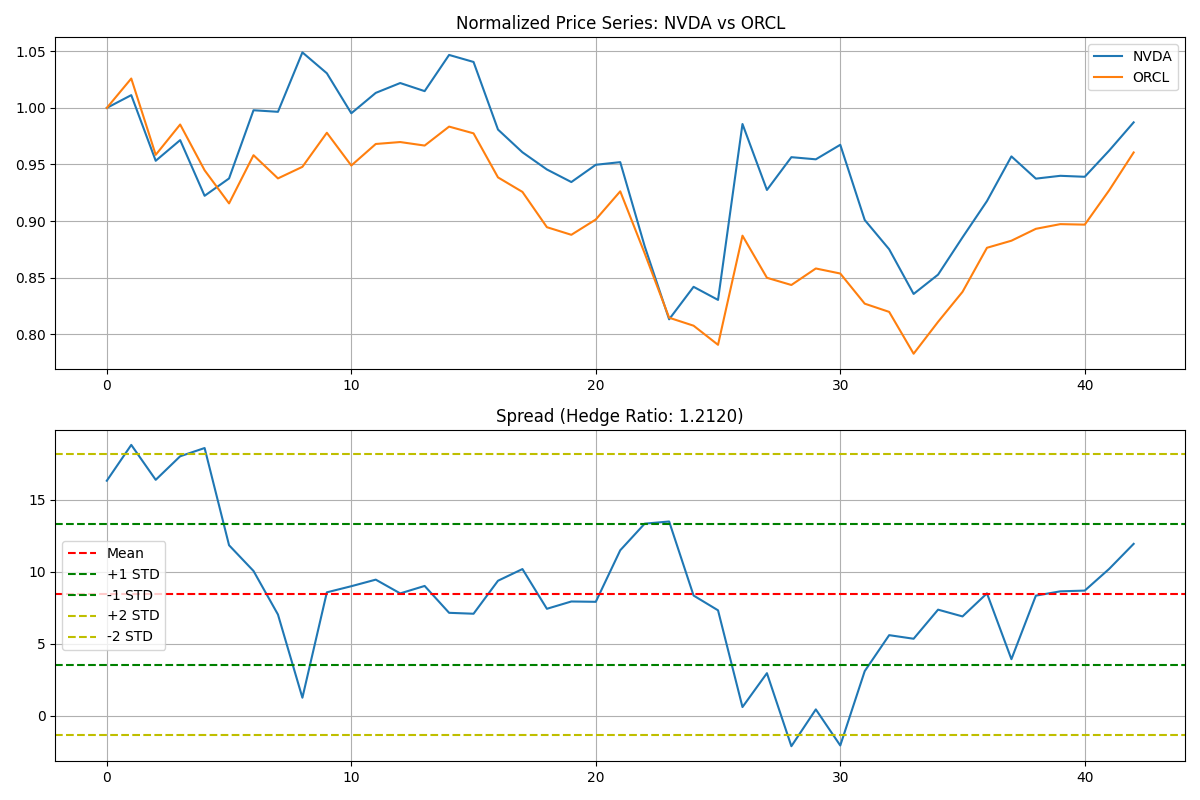 Normalized Price Series: NVDA vs ORCL
1.05
1.00
0.95
0.90
0.85
0.80
NVDA
ORCL
0 10 20 30 40
Spread (Hedge Ratio: 1.2120)
15
10
5
0
Mean
+1 STD
-1 STD
+2 STD
-2 STD
0 10 20 30 40